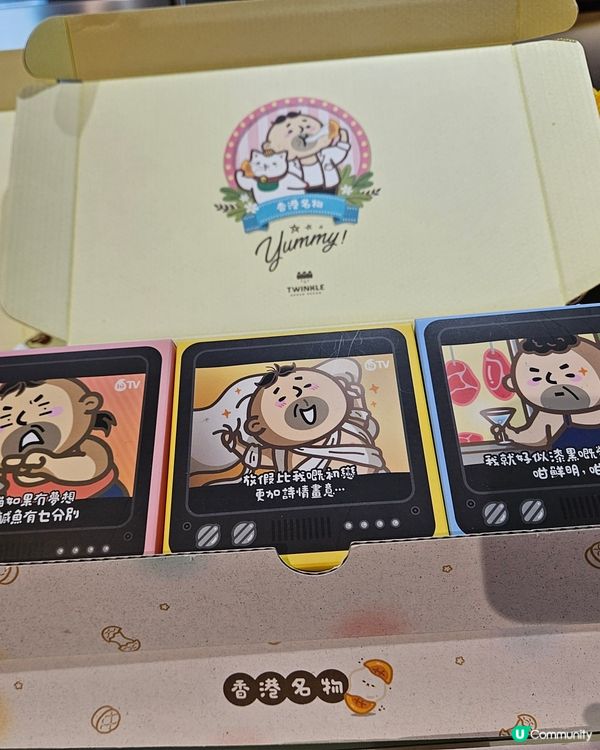 香港名物
Yummy!
TWINKLE
如果冇夢想
鹹魚有乜分別
TV
放假比我嘅初戀
更加詩情畫意...
TV
我就好似漆黑嘅
咁鮮明，咁
香港名物
U Community